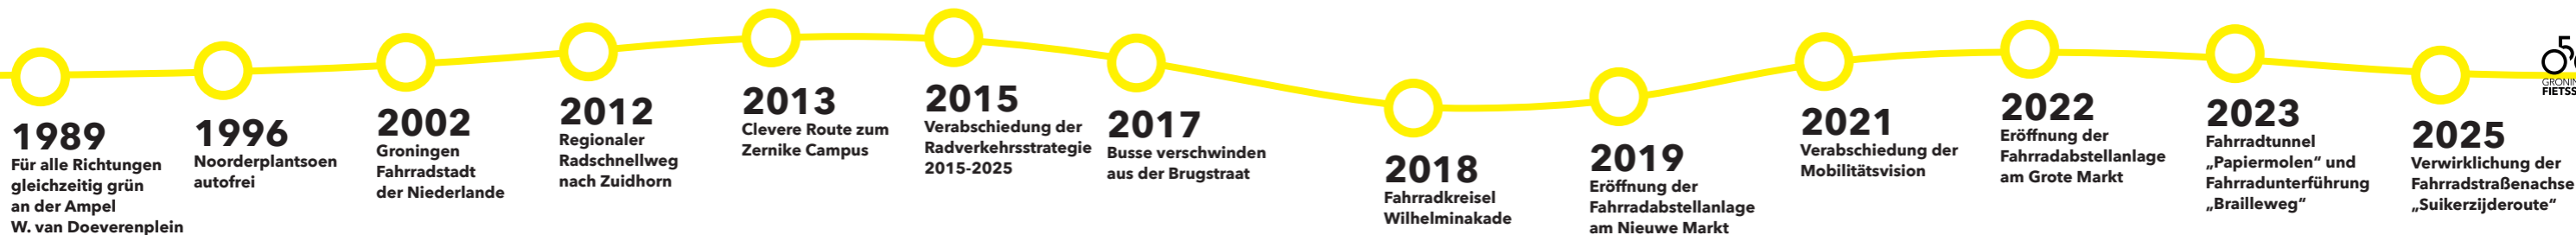 1989
Für alle Richtungen
gleichzeitig grün
an der Ampel
W. van Doeverenplein
1996
Noorderplantsoen
autofrei
2002
Groningen
Fahrradstadt
der Niederlande
2012
Regionaler
Radschnellweg
nach Zuidhorn
2013
Clevere Route zum
Zernike Campus
2015
Verabschiedung der
Radverkehrsstrategie
2015-2025
2017
Busse verschwinden
aus der Brugstraat
2018
Fahrradkreisel
Wilhelminakade
2019
Eröffnung der
Fahrradabstellanlage
am Nieuwe Markt
2021
Verabschiedung der
Mobilitätsvision
2022
Eröffnung der
Fahrradabstellanlage
am Grote Markt
2023
Fahrradtunnel
„Papiermolen“ und
Fahrradunterführung
„Brailleweg“
2025
Verwirklichung der
Fahrradstraßenachse
„Suikerzijderoute“